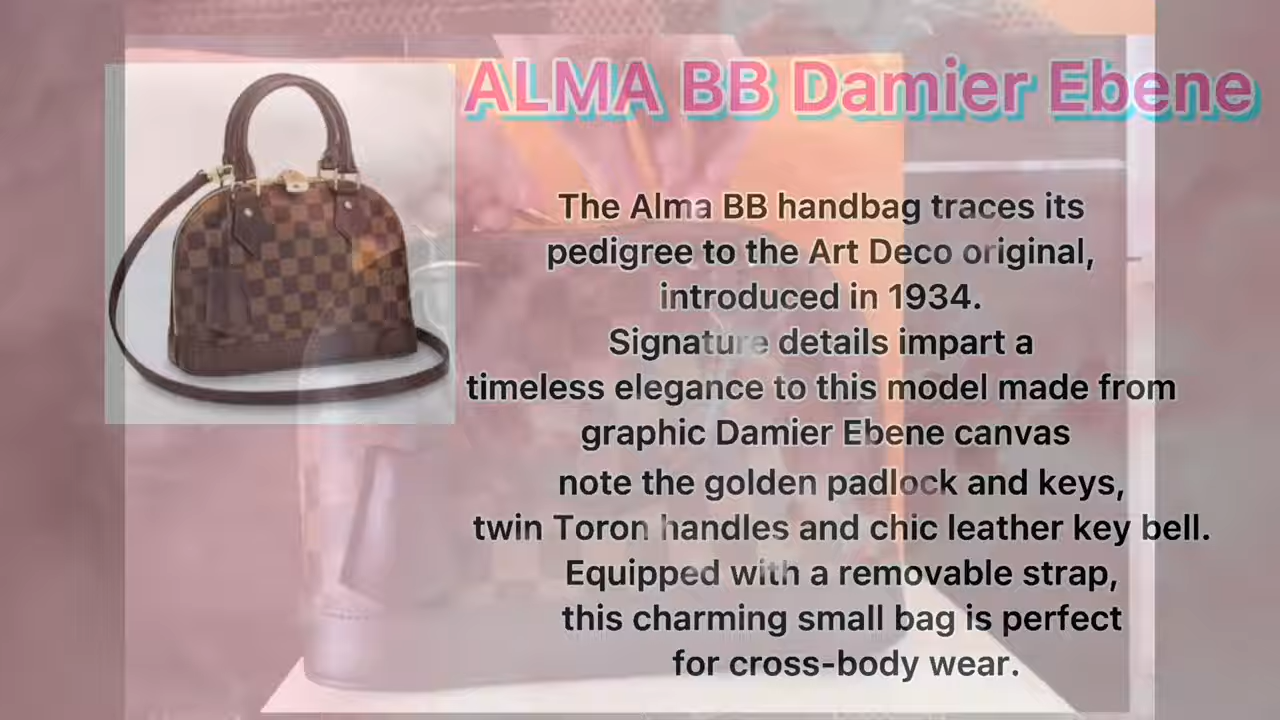 ALMA BB Damier Ebene
The Alma BB handbag traces its
pedigree to the Art Deco original,
introduced in 1934.
Signature details impart a
timeless elegance to this model made from
graphic Damier Ebene canvas
note the golden padlock and keys,
twin Toron handles and chic leather key bell.
Equipped with a removable strap,
this charming small bag is perfect
for cross-body wear.